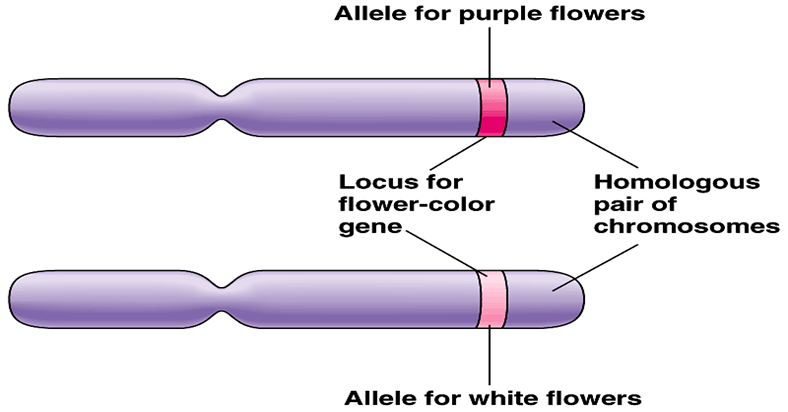 Allele for purple flowers
Locus for
flower-color
gene
Homologous
pair of
chromosomes
Allele for white flowers